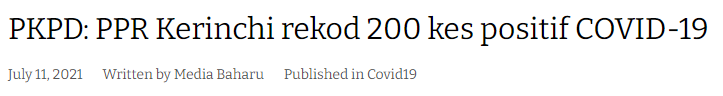 PKPD: PPR Kerinchi rekod 200 kes positif COVID-19
July 11, 2021 Written by Media Baharu Published in Covid19